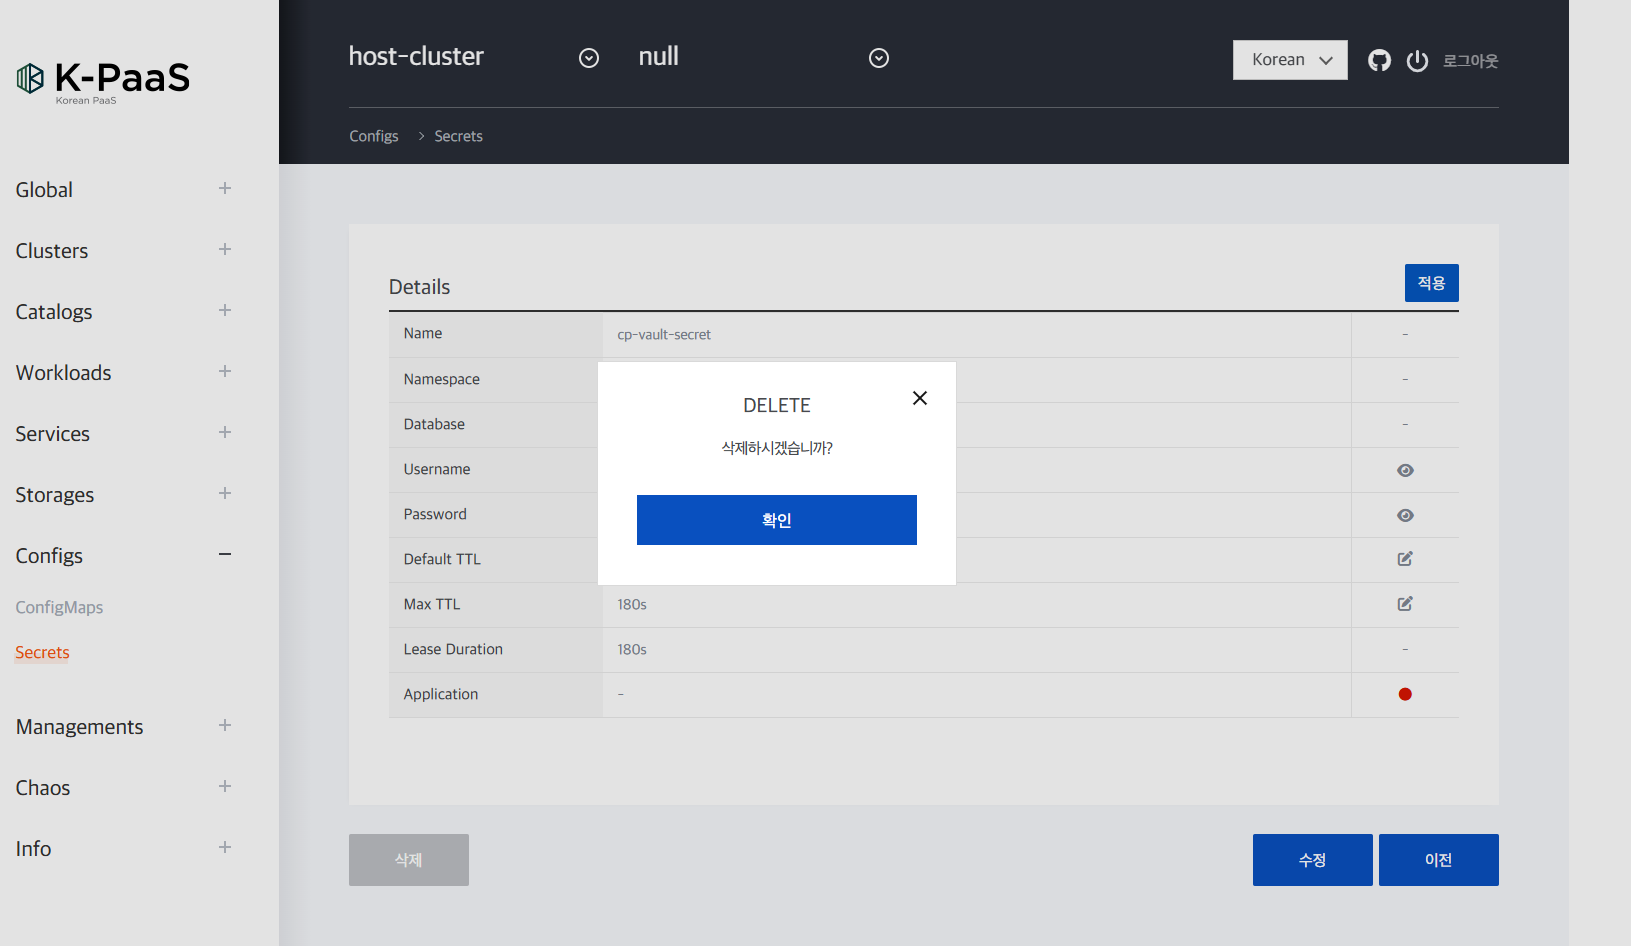 K-PaaS
Korean PaaS
host-cluster
null
Korean
로그아웃
Configs > Secrets
Global
Clusters
Catalogs
Workloads
Services
Storages
Configs
ConfigMaps
Secrets
Managements
Chaos
Info
Details
적용
Name cp-vault-secret -
Namespace -
Database -
Username
Password
Default TTL
Max TTL 180s
Lease Duration 180s -
Application -
DELETE
삭제하시겠습니까?
확인
삭제
수정
이전